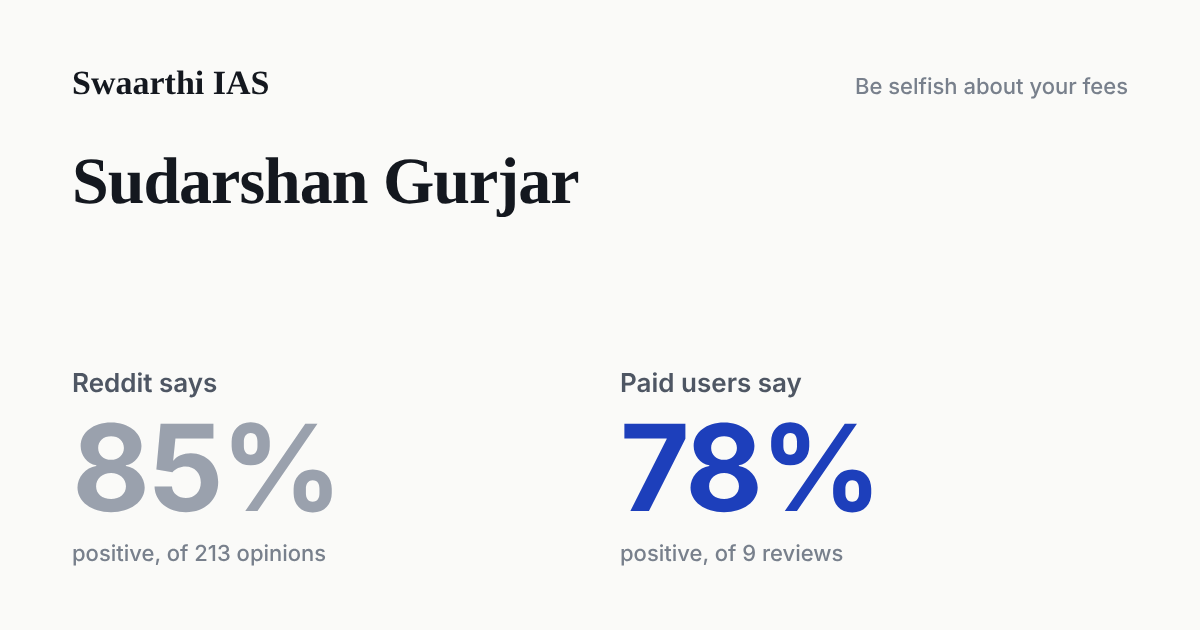 Swaarthi IAS
Be selfish about your fees
Sudarshan Gurjar
Reddit says
85%
positive, of 213 opinions
Paid users say
78%
positive, of 9 reviews